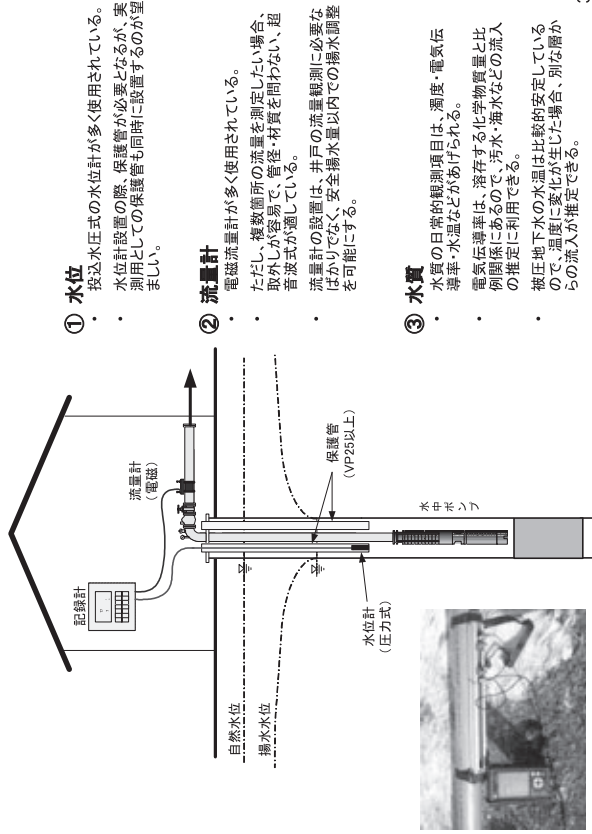 ① 水位
・ 投込水圧式の水位計が多く使用されている。
・ 水位計設置の際、保護管が必要となるが、実
測用としての保護管も同時に設置するのが望
ましい。
② 流量計
・ 電磁流量計が多く使用されている。
・ ただし、複数箇所の流量を測定したい場合、
取外しが容易で、管径・材質を問わない、超
音波式が適している。
・ 流量計の設置は、井戸の流量観測に必要な
ばかりでなく、安全揚水量以内での揚水調整
を可能にする。
③ 水質
・ 水質の日常的観測項目は、濁度・電気伝
導率・水温などがあげられる。
・ 電気伝導率は、溶存する化学物質量と比
例関係にあるので、汚水・海水などの流入
の推定に利用できる。
・ 被圧地下水の水温は比較的安定している
ので、温度に変化が生じた場合、別な層か
らの流入が推定できる。
記録計
流量計
(電磁)
自然水位
揚水水位
保護管
(VP25以上)
水位計
(圧力式)
水中ポンプ